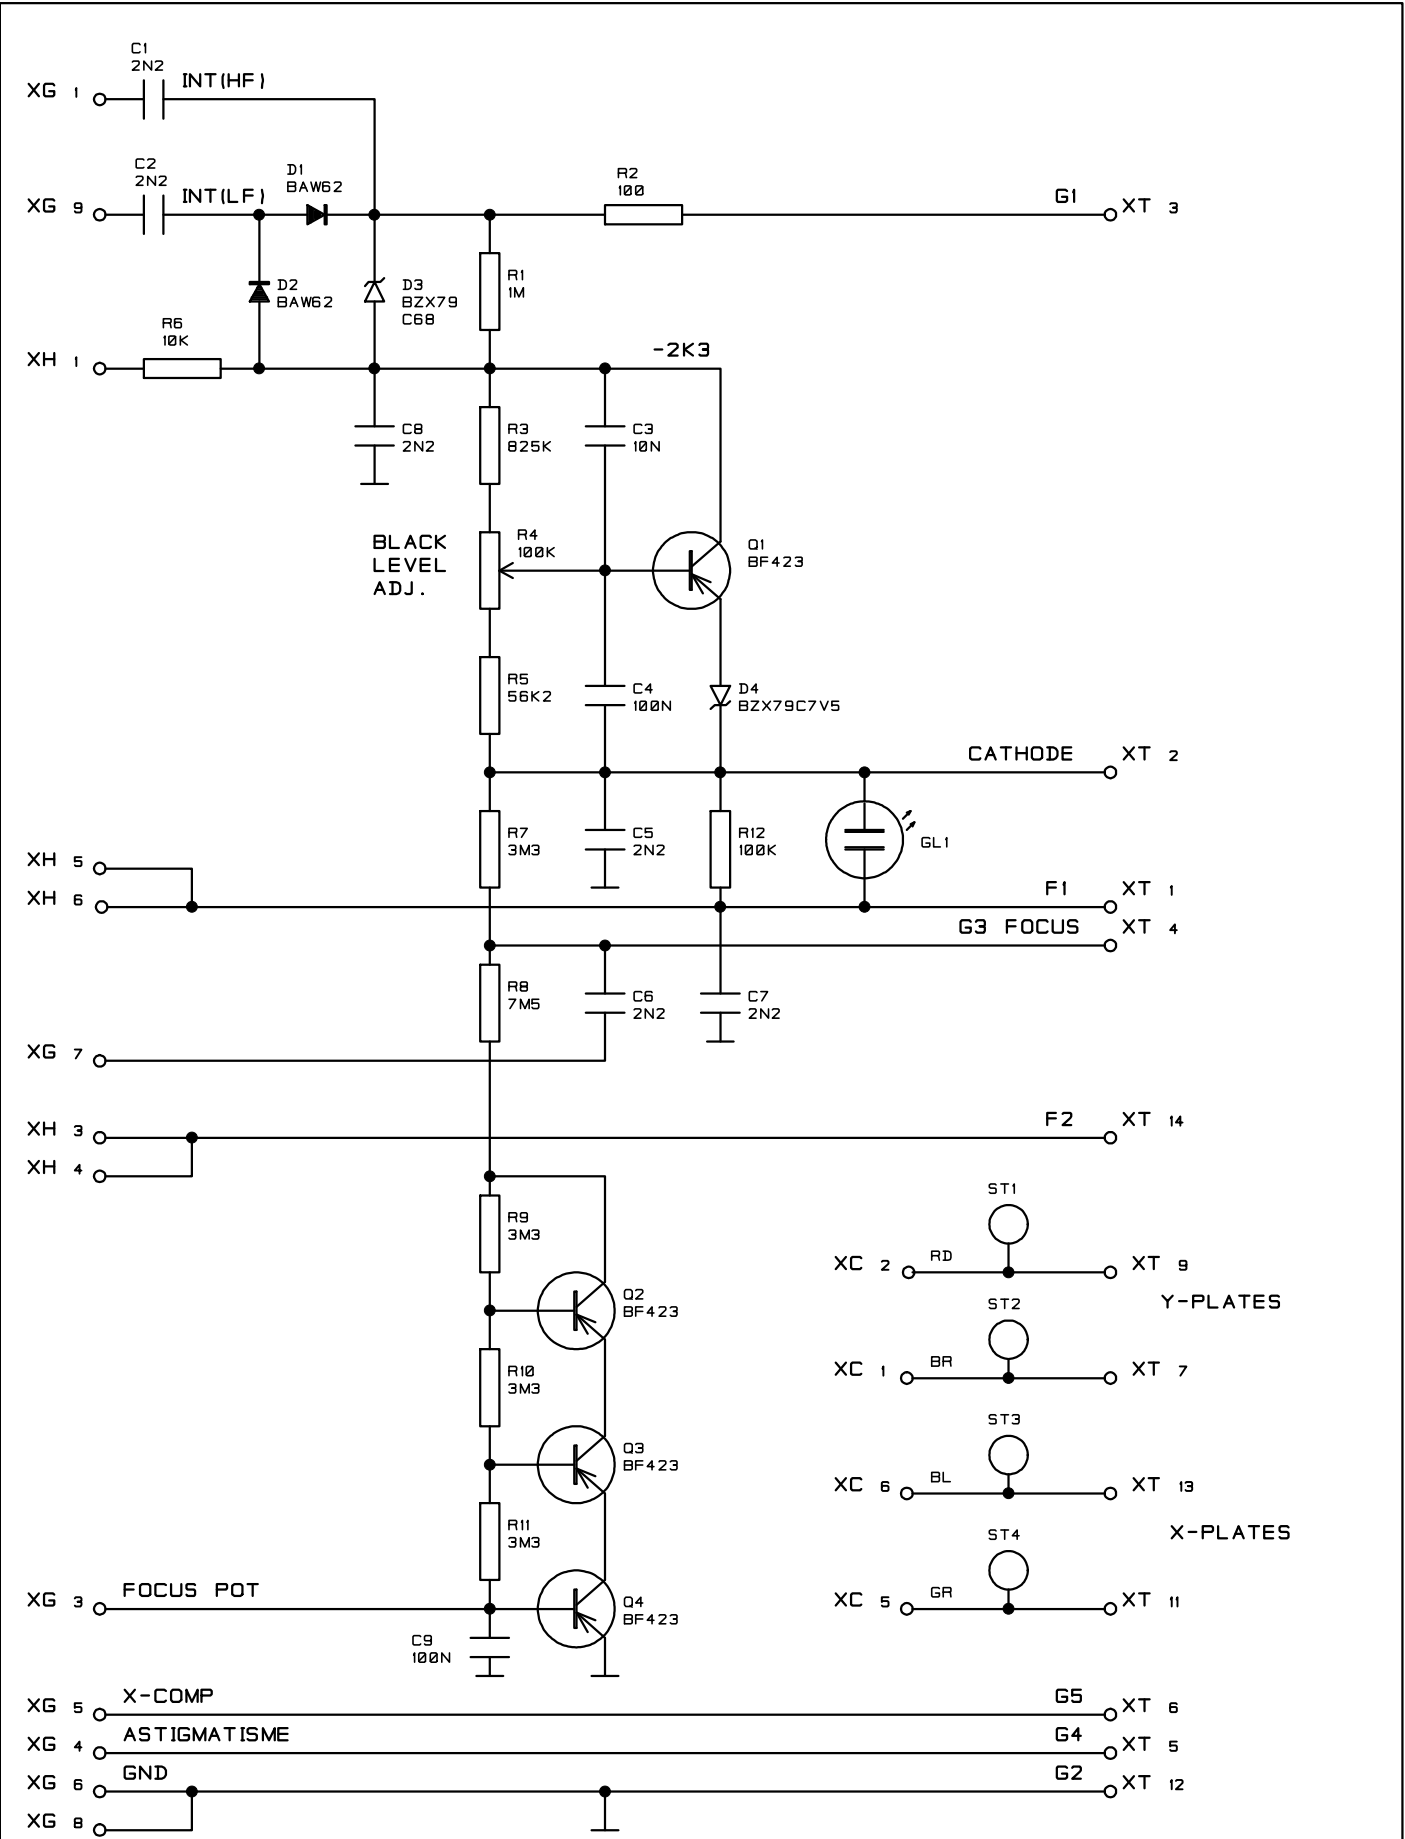 C1
2N2
XG 1
INT(HF)
C2
2N2
XG 9
INT(LF)
D1
BAW62
R2
100
G1
XT 3
D2
BAW62
D3
BZX79
C68
R1
1M
R6
10K
XH 1
-2K3
C8
2N2
R3
825K
C3
10N
BLACK
LEVEL
ADJ.
R4
100K
Q1
BF423
R5
56K2
C4
100N
D4
BZX79C7V5
CATHODE
XT 2
R7
3M3
C5
2N2
R12
100K
GL1
XH 5
XH 6
F1
XT 1
G3 FOCUS
XT 4
R8
7M5
C6
2N2
C7
2N2
XG 7
XH 3
F2
XT 14
XH 4
R9
3M3
ST1
XC 2
RD
XT 9
Q2
BF423
ST2
Y-PLATES
R10
3M3
XC 1
BR
XT 7
Q3
BF423
ST3
XC 6
BL
XT 13
R11
3M3
ST4
X-PLATES
XG 3
FOCUS POT
Q4
BF423
XC 5
GR
XT 11
C9
100N
XG 5
X-COMP
G5
XT 6
XG 4
ASTIGMATISME
G4
XT 5
XG 6
GND
G2
XT 12
XG 8